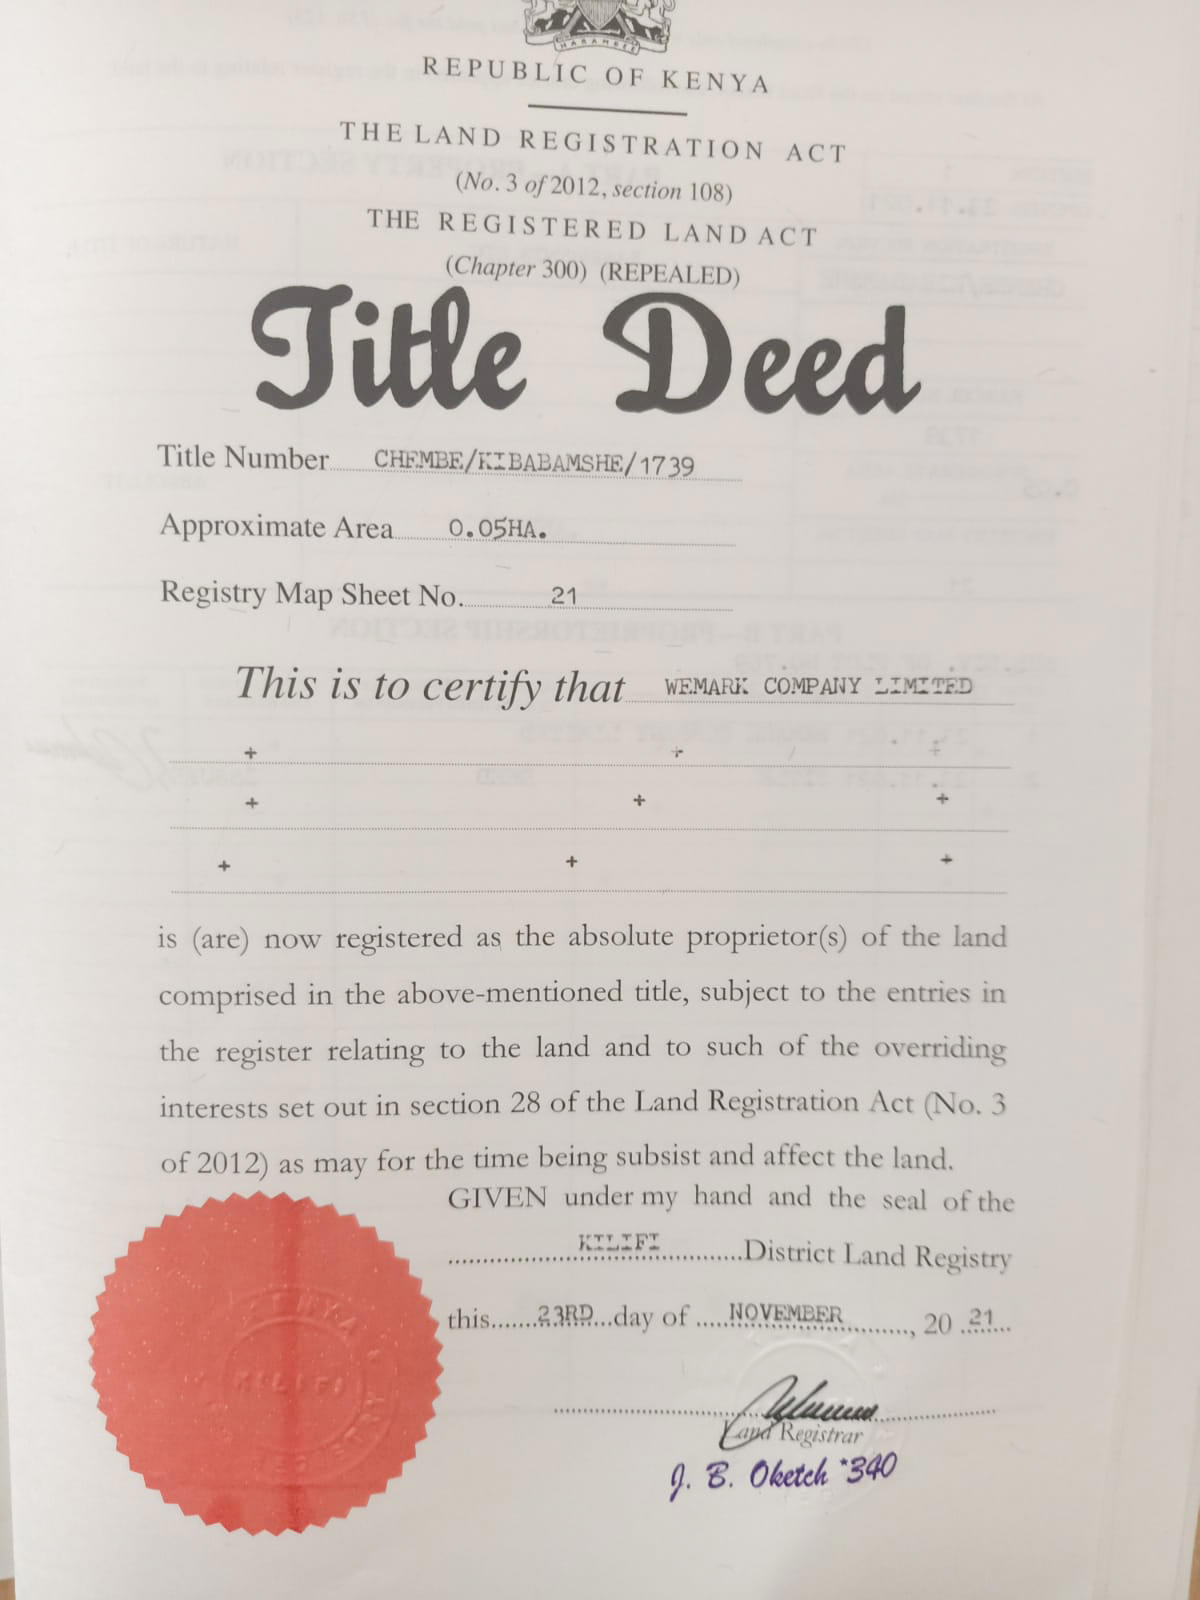 HARAMBEE
REPUBLIC OF KENYA
THE LAND REGISTRATION ACT
(No. 3 of 2012, section 108)
THE REGISTERED LAND ACT
(Chapter 300) (REPEALED)
Title Deed
Title Number CHEMBE/KIBABAMSHE/1739
Approximate Area 0.05HA.
Registry Map Sheet No. 21
This is to certify that WEMARK COMPANY LIMITED
+ + +
+ + +
+ + +
is (are) now registered as the absolute proprietor(s) of the land
comprised in the above-mentioned title, subject to the entries in
the register relating to the land and to such of the overriding
interests set out in section 28 of the Land Registration Act (No. 3
of 2012) as may for the time being subsist and affect the land.
GIVEN under my hand and the seal of the
KILIFI District Land Registry
this 23RD day of NOVEMBER, 20 21
Land Registrar
J. B. Oketch *340
KILIFI